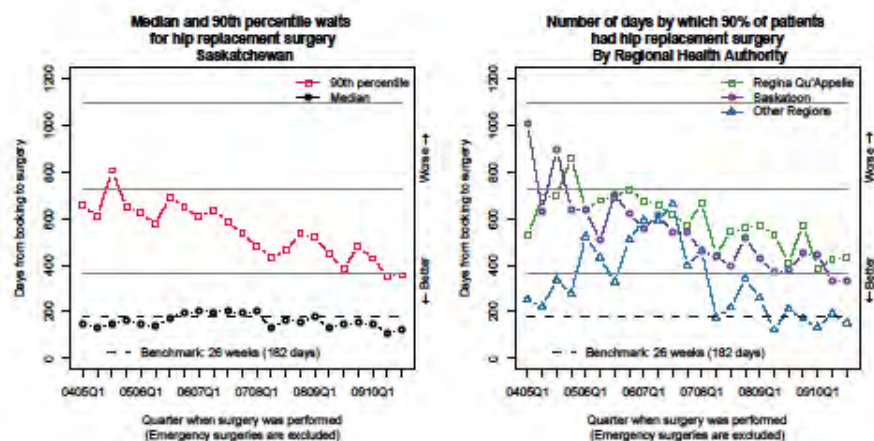 Median and 90th percentile waits
for hip replacement surgery
Saskatchewan
1200
1000
800
600
400
200
0
Days from booking to surgery
90th percentile
Median
Worse →
← Better
Benchmark: 26 weeks (182 days)
0405Q1 0506Q1 0607Q1 0708Q1 0809Q1 0910Q1
Quarter when surgery was performed
(Emergency surgeries are excluded)
Number of days by which 90% of patients
had hip replacement surgery
By Regional Health Authority
1200
1000
800
600
400
200
0
Days from booking to surgery
Regina Qu'Appelle
Saskatoon
Other Regions
Worse →
← Better
Benchmark: 26 weeks (182 days)
0405Q1 0506Q1 0607Q1 0708Q1 0809Q1 0910Q1
Quarter when surgery was performed
(Emergency surgeries are excluded)